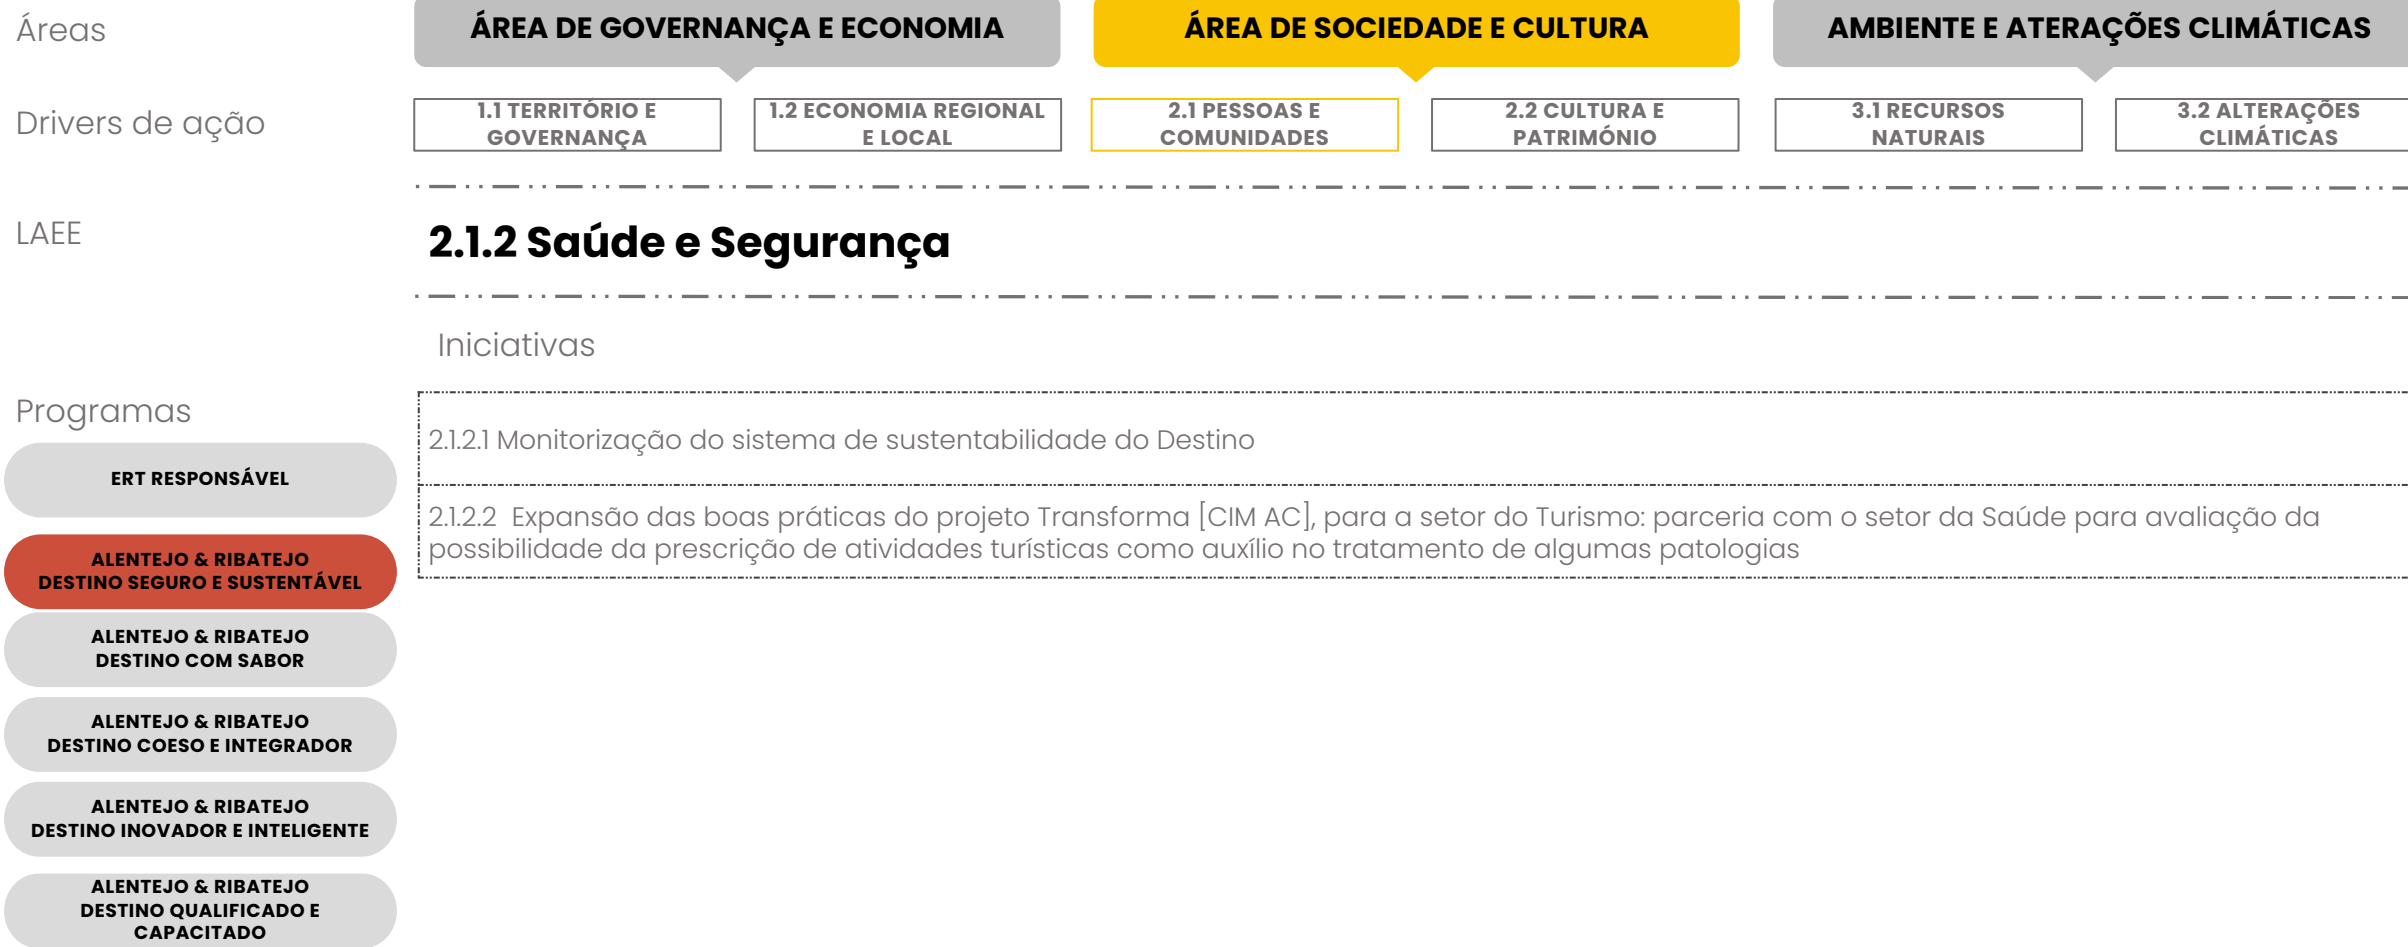 Áreas
ÁREA DE GOVERNANÇA E ECONOMIA
ÁREA DE SOCIEDADE E CULTURA
AMBIENTE E ATERAÇÕES CLIMÁTICAS
Drivers de ação
1.1 TERRITÓRIO E
GOVERNANÇA
1.2 ECONOMIA REGIONAL
E LOCAL
2.1 PESSOAS E
COMUNIDADES
2.2 CULTURA E
PATRIMÓNIO
3.1 RECURSOS
NATURAIS
3.2 ALTERAÇÕES
CLIMÁTICAS
LAEE
2.1.2 Saúde e Segurança
Iniciativas
Programas
2.1.2.1 Monitorização do sistema de sustentabilidade do Destino
2.1.2.2 Expansão das boas práticas do projeto Transforma [CIM AC], para a setor do Turismo: parceria com o setor da Saúde para avaliação da
possibilidade da prescrição de atividades turísticas como auxílio no tratamento de algumas patologias
ERT RESPONSÁVEL
ALENTEJO & RIBATEJO
DESTINO SEGURO E SUSTENTÁVEL
ALENTEJO & RIBATEJO
DESTINO COM SABOR
ALENTEJO & RIBATEJO
DESTINO COESO E INTEGRADOR
ALENTEJO & RIBATEJO
DESTINO INOVADOR E INTELIGENTE
ALENTEJO & RIBATEJO
DESTINO QUALIFICADO E
CAPACITADO